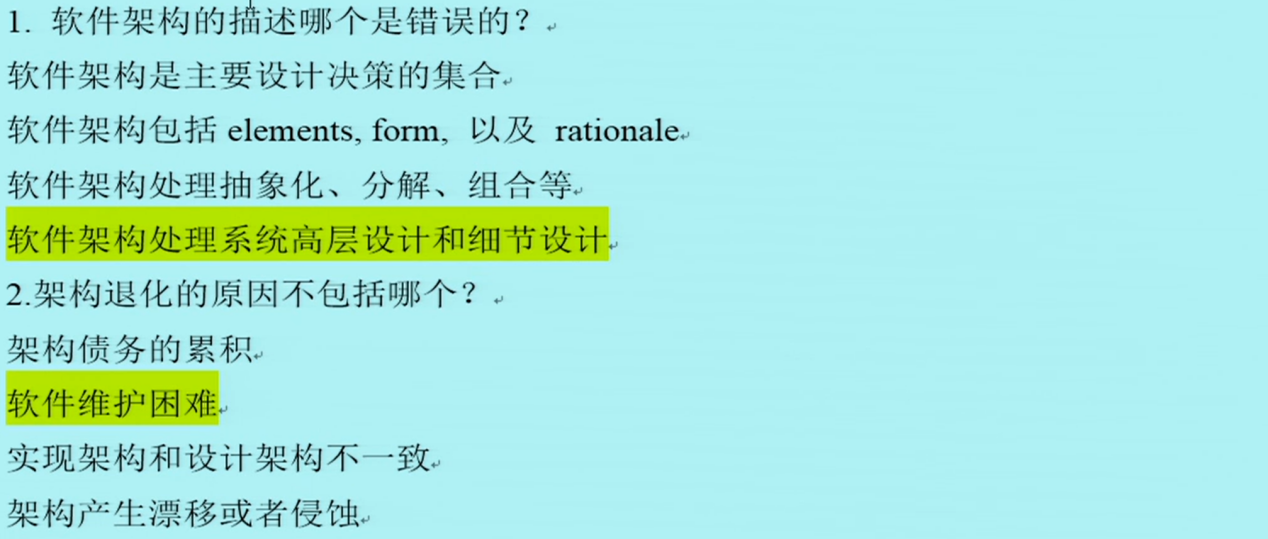 1. 软件架构的描述哪个是错误的？
软件架构是主要设计决策的集合
软件架构包括 elements, form, 以及 rationale
软件架构处理抽象化、分解、组合等
软件架构处理系统高层设计和细节设计
2.架构退化的原因不包括哪个？
架构债务的累积
软件维护困难
实现架构和设计架构不一致
架构产生漂移或者侵蚀